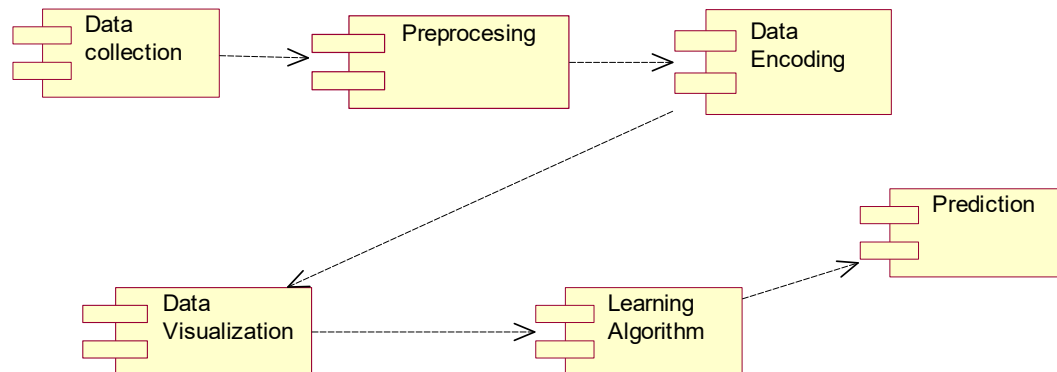 Data
collection
Preprocesing
Data
Encoding
Prediction
Data
Visualization
Learning
Algorithm